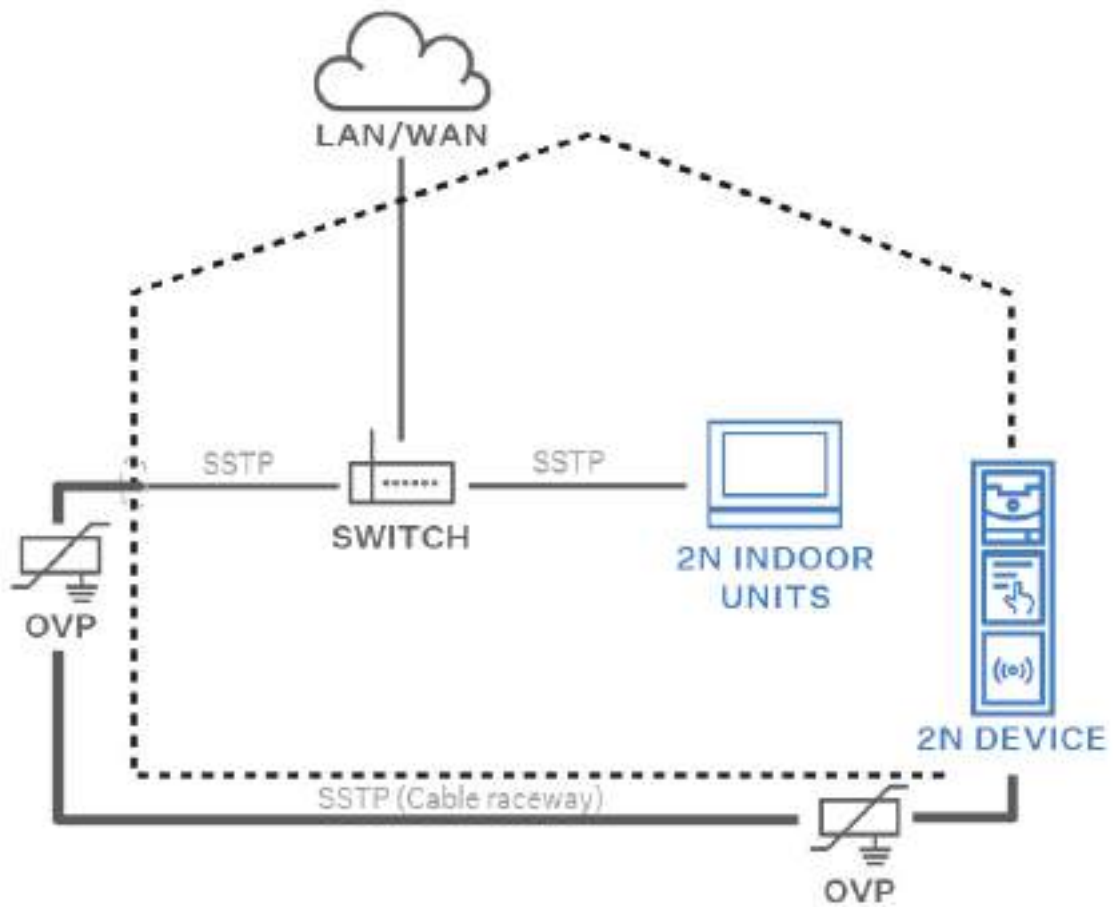 LAN/WAN
SSTP
SSTP
SWITCH
2N INDOOR
UNITS
OVP
2N DEVICE
SSTP (Cable raceway)
OVP